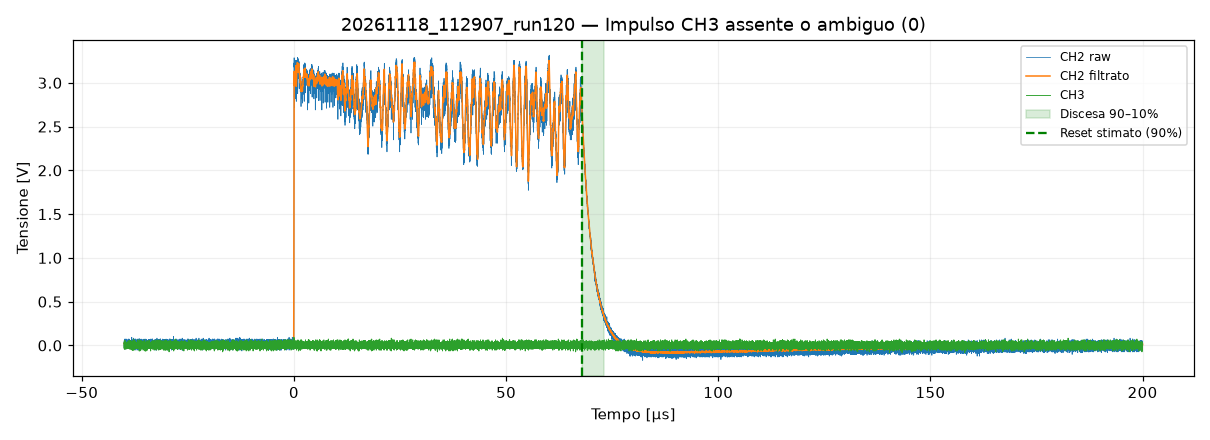 20261118_112907_run120 — Impulso CH3 assente o ambiguo (0)
Tensione [V]
3.0
2.5
2.0
1.5
1.0
0.5
0.0
CH2 raw
CH2 filtrato
CH3
Discesa 90–10%
Reset stimato (90%)
−50
0
50
100
150
200
Tempo [µs]